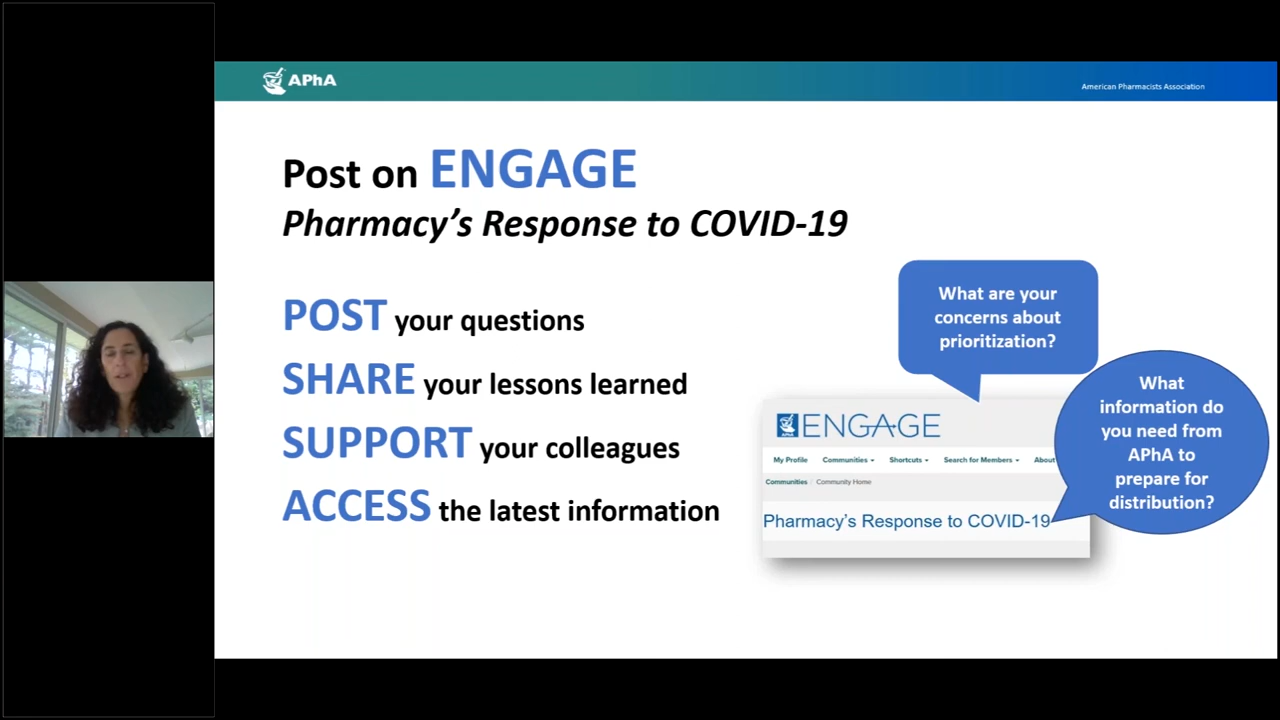 APhA
American Pharmacists Association
Post on ENGAGE
Pharmacy's Response to COVID-19
POST your questions
SHARE your lessons learned
SUPPORT your colleagues
ACCESS the latest information
What are your
concerns about
prioritization?
What
information do
you need from
APhA to
prepare for
distribution?
ENGAGE
My Profile Communities Shortcuts Search for Members About
Communities / Community Home
Pharmacy's Response to COVID-19